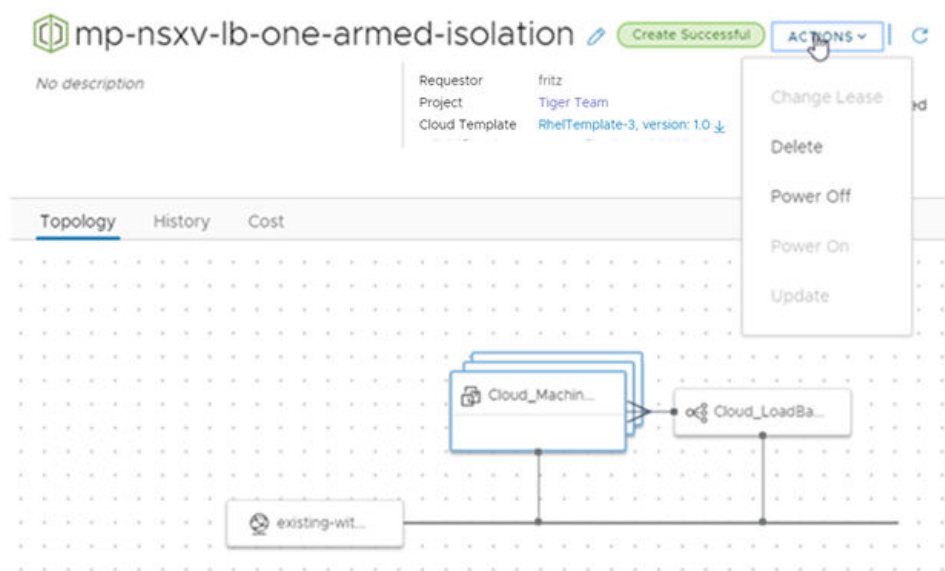 mp-nsxv-lb-one-armed-isolation
Create Successful
ACTIONS
No description
Requestor fritz
Project Tiger Team
Cloud Template RhelTemplate-3, version: 1.0
Change Lease
Delete
Power Off
Power On
Update
Topology History Cost
Cloud_Machin...
Cloud_LoadBa...
existing-wit...